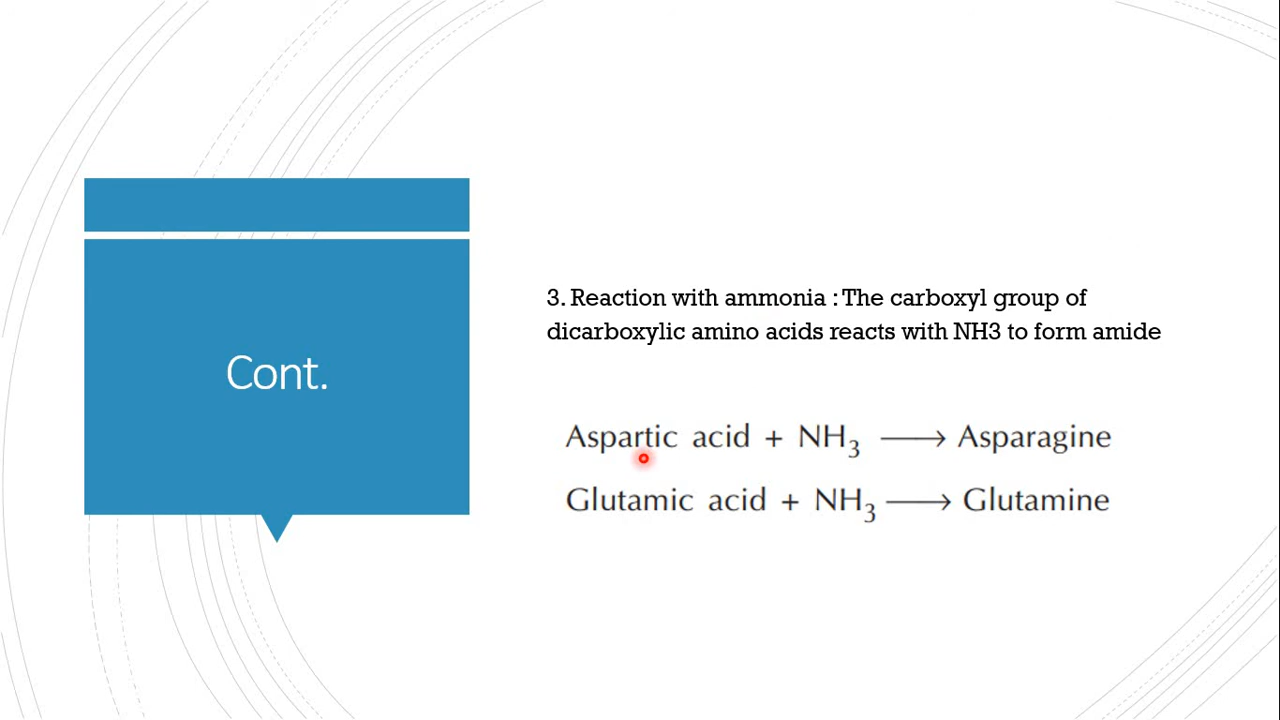 Cont.
3. Reaction with ammonia : The carboxyl group of
dicarboxylic amino acids reacts with NH3 to form amide
Aspartic acid + NH₃ ⟶ Asparagine
Glutamic acid + NH₃ ⟶ Glutamine